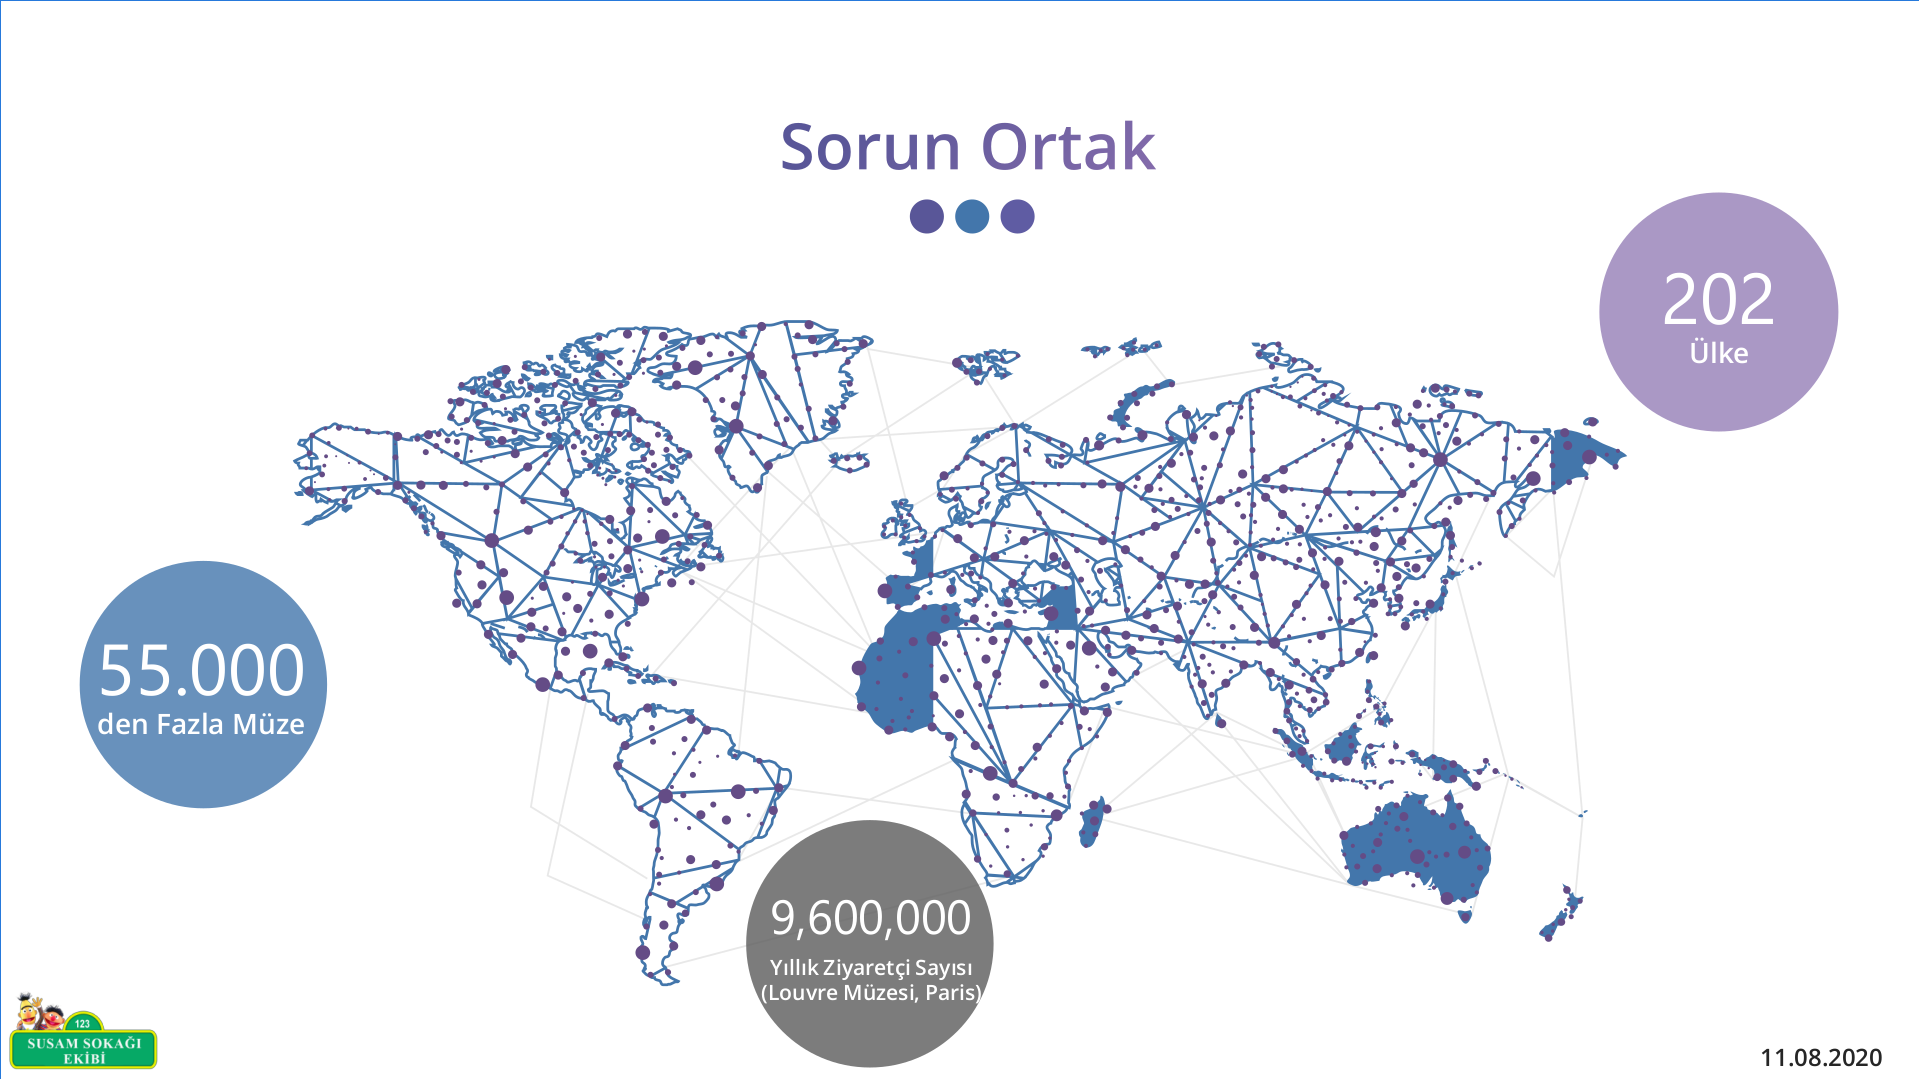 Sorun Ortak
202
Ülke
55.000
den Fazla Müze
9,600,000
Yıllık Ziyaretçi Sayısı
(Louvre Müzesi, Paris)
123
SUSAM SOKAĞI
EKİBİ
11.08.2020